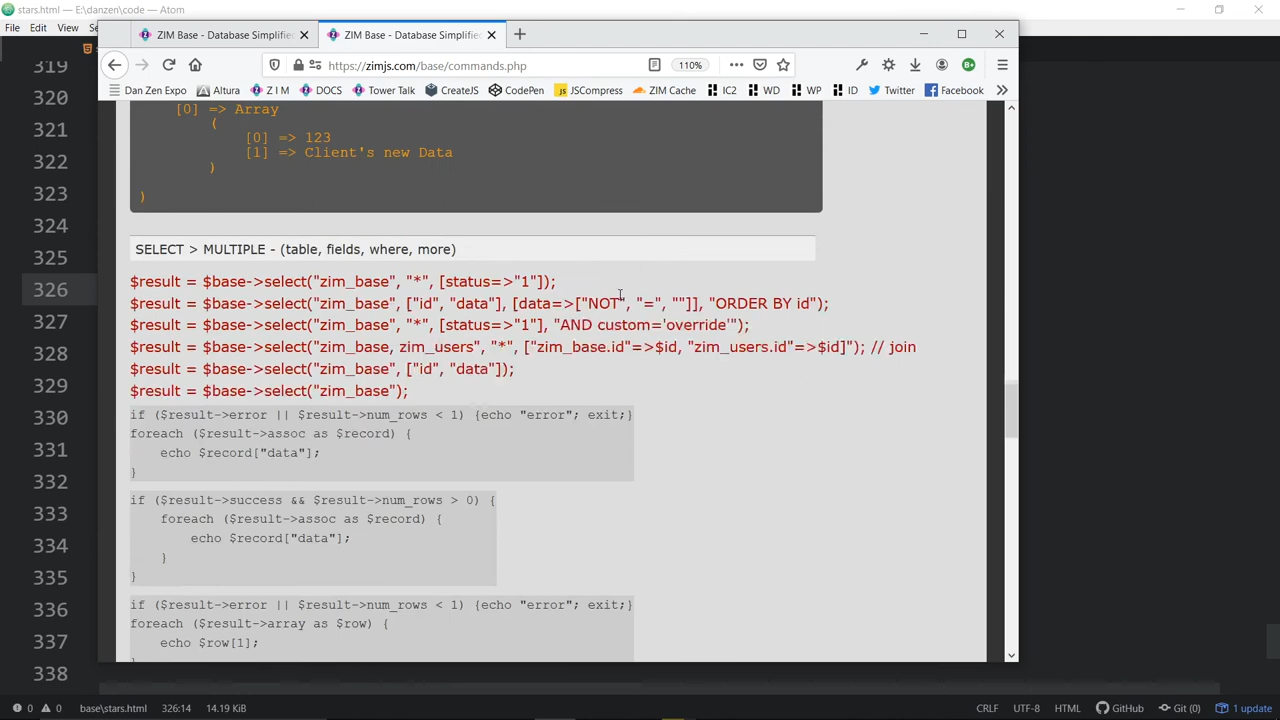 stars.html — E:\danzen\code — Atom
File Edit View Se
ZIM Base - Database Simplifie
ZIM Base - Database Simplified
https://zimjs.com/base/commands.php
110%
Dan Zen Expo Altura Z I M DOCS Tower Talk CreateJS CodePen JSCompress ZIM Cache IC2 WD WP ID Twitter Facebook
[0] => Array
(
[0] => 123
[1] => Client's new Data
)
)
SELECT > MULTIPLE - (table, fields, where, more)
$result = $base->select("zim_base", "*", [status=>"1"]);
$result = $base->select("zim_base", ["id", "data"], [data=>["NOT", "=", ""]], "ORDER BY id");
$result = $base->select("zim_base", "*", [status=>"1"], "AND custom='override'");
$result = $base->select("zim_base, zim_users", "*", ["zim_base.id"=>$id, "zim_users.id"=>$id]"); // join
$result = $base->select("zim_base", ["id", "data"]);
$result = $base->select("zim_base");
if ($result->error || $result->num_rows < 1) {echo "error"; exit;}
foreach ($result->assoc as $record) {
echo $record["data"];
}
if ($result->success && $result->num_rows > 0) {
foreach ($result->assoc as $record) {
echo $record["data"];
}
}
if ($result->error || $result->num_rows < 1) {echo "error"; exit;}
foreach ($result->array as $row) {
echo $row[1];
}
319
320
321
322
323
324
325
326
327
328
329
330
331
332
333
334
335
336
337
338
0 0 base\stars.html 326:14 14.19 KiB CRLF UTF-8 HTML GitHub Git (0) 1 update